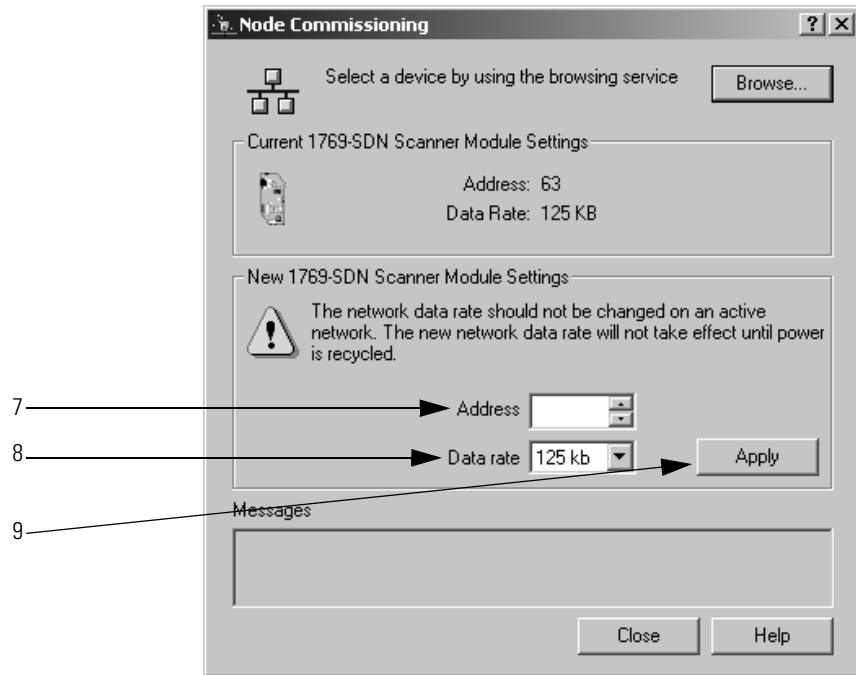 Node Commissioning
? X
Select a device by using the browsing service
Browse...
Current 1769-SDN Scanner Module Settings
Address: 63
Data Rate: 125 KB
New 1769-SDN Scanner Module Settings
The network data rate should not be changed on an active
network. The new network data rate will not take effect until power
is recycled.
7
Address
8
Data rate 125 kb
Apply
9
Messages
Close
Help